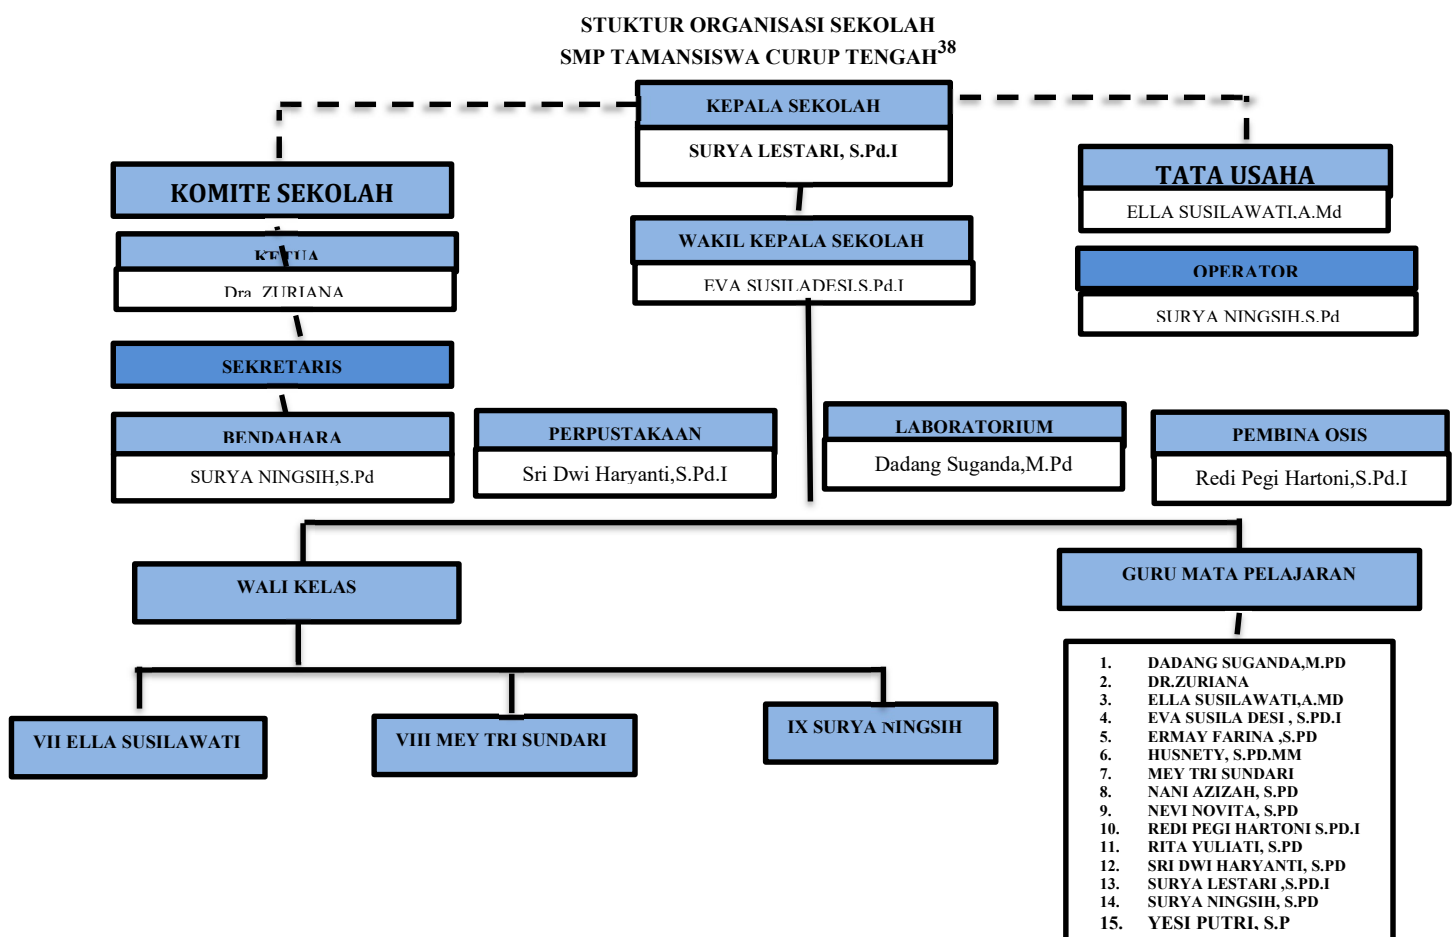 STUKTUR ORGANISASI SEKOLAH
SMP TAMANSISWA CURUP TENGAH38
KEPALA SEKOLAH
SURYA LESTARI, S.Pd.I
KOMITE SEKOLAH
KETUA
Dra. ZURIANA
SEKRETARIS
BENDAHARA
SURYA NINGSIH,S.Pd
WAKIL KEPALA SEKOLAH
EVA SUSILADESI,S.Pd.I
TATA USAHA
ELLA SUSILAWATI,A.Md
OPERATOR
SURYA NINGSIH,S.Pd
PERPUSTAKAAN
Sri Dwi Haryanti,S.Pd.I
LABORATORIUM
Dadang Suganda,M.Pd
PEMBINA OSIS
Redi Pegi Hartoni,S.Pd.I
WALI KELAS
VII ELLA SUSILAWATI
VIII MEY TRI SUNDARI
IX SURYA NINGSIH
GURU MATA PELAJARAN
1. DADANG SUGANDA,M.PD
2. DR.ZURIANA
3. ELLA SUSILAWATI,A.MD
4. EVA SUSILA DESI , S.PD.I
5. ERMAY FARINA ,S.PD
6. HUSNETY, S.PD.MM
7. MEY TRI SUNDARI
8. NANI AZIZAH, S.PD
9. NEVI NOVITA, S.PD
10. REDI PEGI HARTONI S.PD.I
11. RITA YULIATI, S.PD
12. SRI DWI HARYANTI, S.PD
13. SURYA LESTARI ,S.PD.I
14. SURYA NINGSIH, S.PD
15. YESI PUTRI, S.P